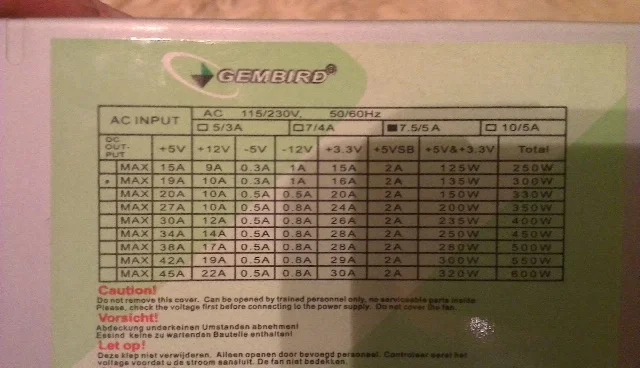 GEMBIRD®
AC INPUT AC 115/230V, 50/60Hz
□ 5/3A □ 7/4A ■ 7.5/5A □ 10/5A
DC OUT-PUT +5V +12V -5V -12V +3.3V +5VSB +5V&+3.3V Total
MAX 15A 9A 0.3A 1A 15A 2A 125W 250W
• MAX 19A 10A 0.3A 1A 16A 2A 135W 300W
MAX 20A 10A 0.5A 0.5A 20A 2A 150W 330W
MAX 27A 10A 0.5A 0.8A 24A 2A 200W 350W
MAX 30A 12A 0.5A 0.8A 26A 2A 235W 400W
MAX 34A 14A 0.5A 0.8A 28A 2A 250W 450W
MAX 38A 17A 0.5A 0.8A 28A 2A 280W 500W
MAX 42A 19A 0.5A 0.8A 29A 2A 300W 550W
MAX 45A 22A 0.5A 0.8A 30A 2A 320W 600W
Caution!
Do not remove this cover. Can be opened by trained personnel only, no serviceable parts inside
Please, check the voltage first before connecting to the power supply. Do not cover the fan.
Vorsicht!
Abdeckung underkeinen Umstanden abnehmen!
Eesind keine zu wartenden Bauteile enthalten!
Let op!
Deze klep niet verwijderen. Alleen openen door bevoegd personeel. Controleer eerst het
voltage voordat u de stroom aansluit. De fan niet bedekken.